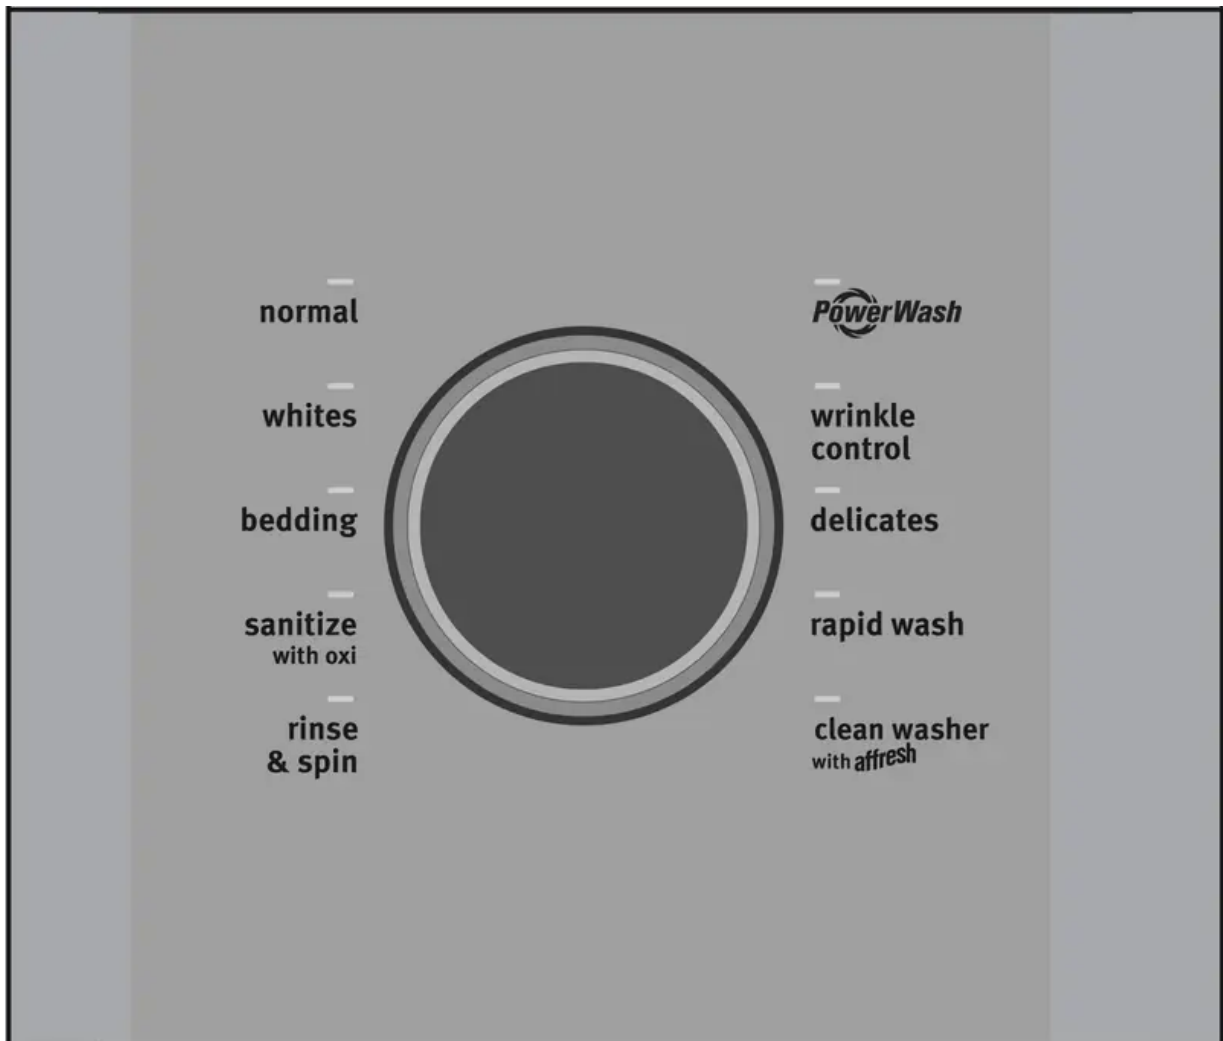 normal
whites
bedding
sanitize
with oxi
rinse
& spin
PowerWash
wrinkle
control
delicates
rapid wash
clean washer
with affresh